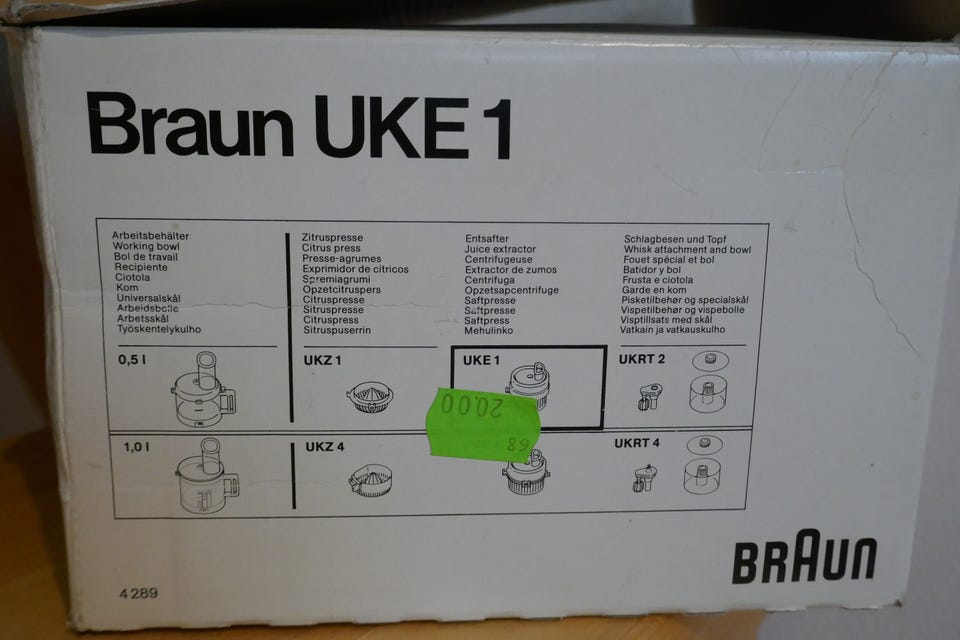 Braun UKE 1
Arbeitsbehälter
Working bowl
Bol de travail
Recipiente
Ciotola
Kom
Universalskål
Arbeidsbolle
Arbetsskål
Työskentelykulho
Zitruspresse
Citrus press
Presse-agrumes
Exprimidor de cítricos
Spremiagrumi
Opzetcitruspers
Citruspresse
Sitruspresse
Citruspress
Sitruspuserrin
Entsafter
Juice extractor
Centrifugeuse
Extractor de zumos
Centrifuga
Opzetsapcentrifuge
Saftpresse
Saftpresse
Saftpress
Mehulinko
Schlagbesen und Topf
Whisk attachment and bowl
Fouet spécial et bol
Batidor y bol
Frusta e ciotola
Garde en kom
Pisketilbehør og specialskål
Vispetilbehør og vispebolle
Visptillsats med skål
Vatkain ja vatkauskulho
0,5 l
UKZ 1
UKE 1
UKRT 2
20.00
89
1,0 l
UKZ 4
UKRT 4
BRAUN
4 289